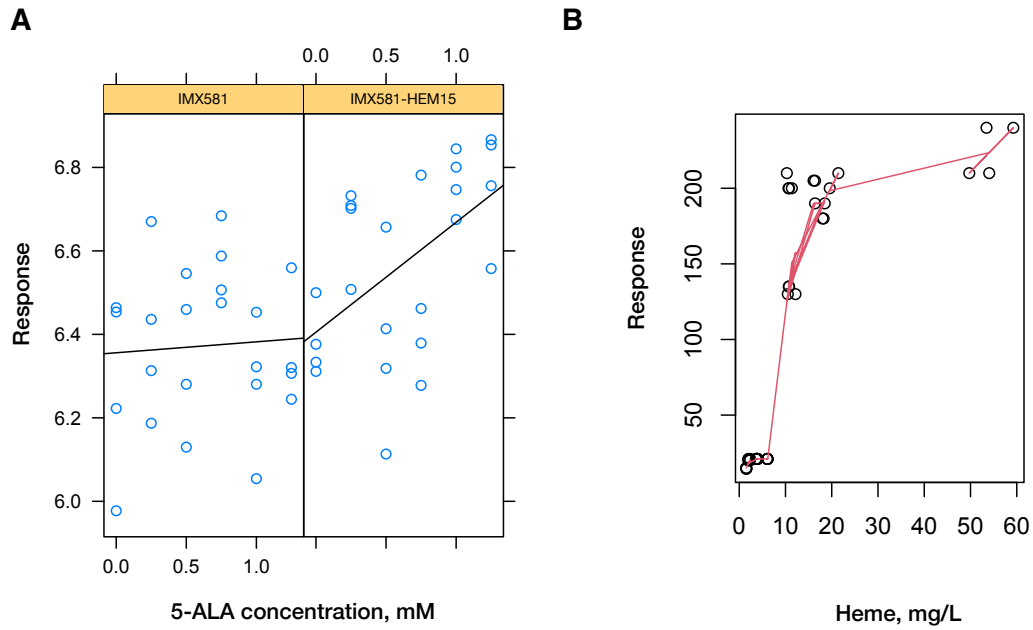 A
B
0.0 0.5 1.0
IMX581 IMX581-HEM15
6.8
6.6
6.4
6.2
6.0
Response
0.0 0.5 1.0
5-ALA concentration, mM
200
150
100
50
Response
0 10 20 30 40 50 60
Heme, mg/L